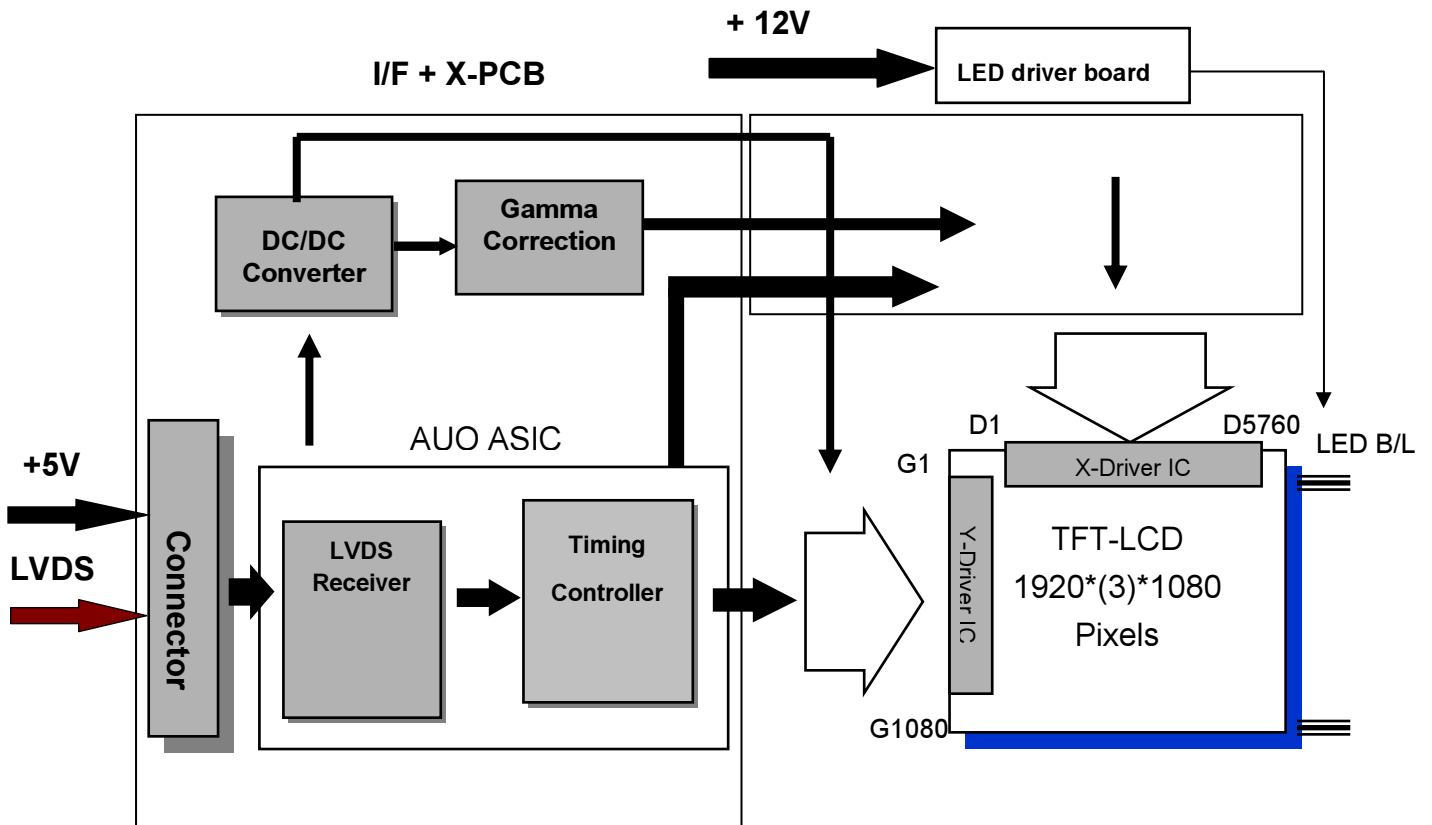 + 12V
I/F + X-PCB
LED driver board
Gamma
Correction
DC/DC
Converter
AUO ASIC
D1
D5760
LED B/L
G1
X-Driver IC
+5V
LVDS
Connector
LVDS
Receiver
Timing
Controller
Y-Driver IC
TFT-LCD
1920*(3)*1080
Pixels
G1080